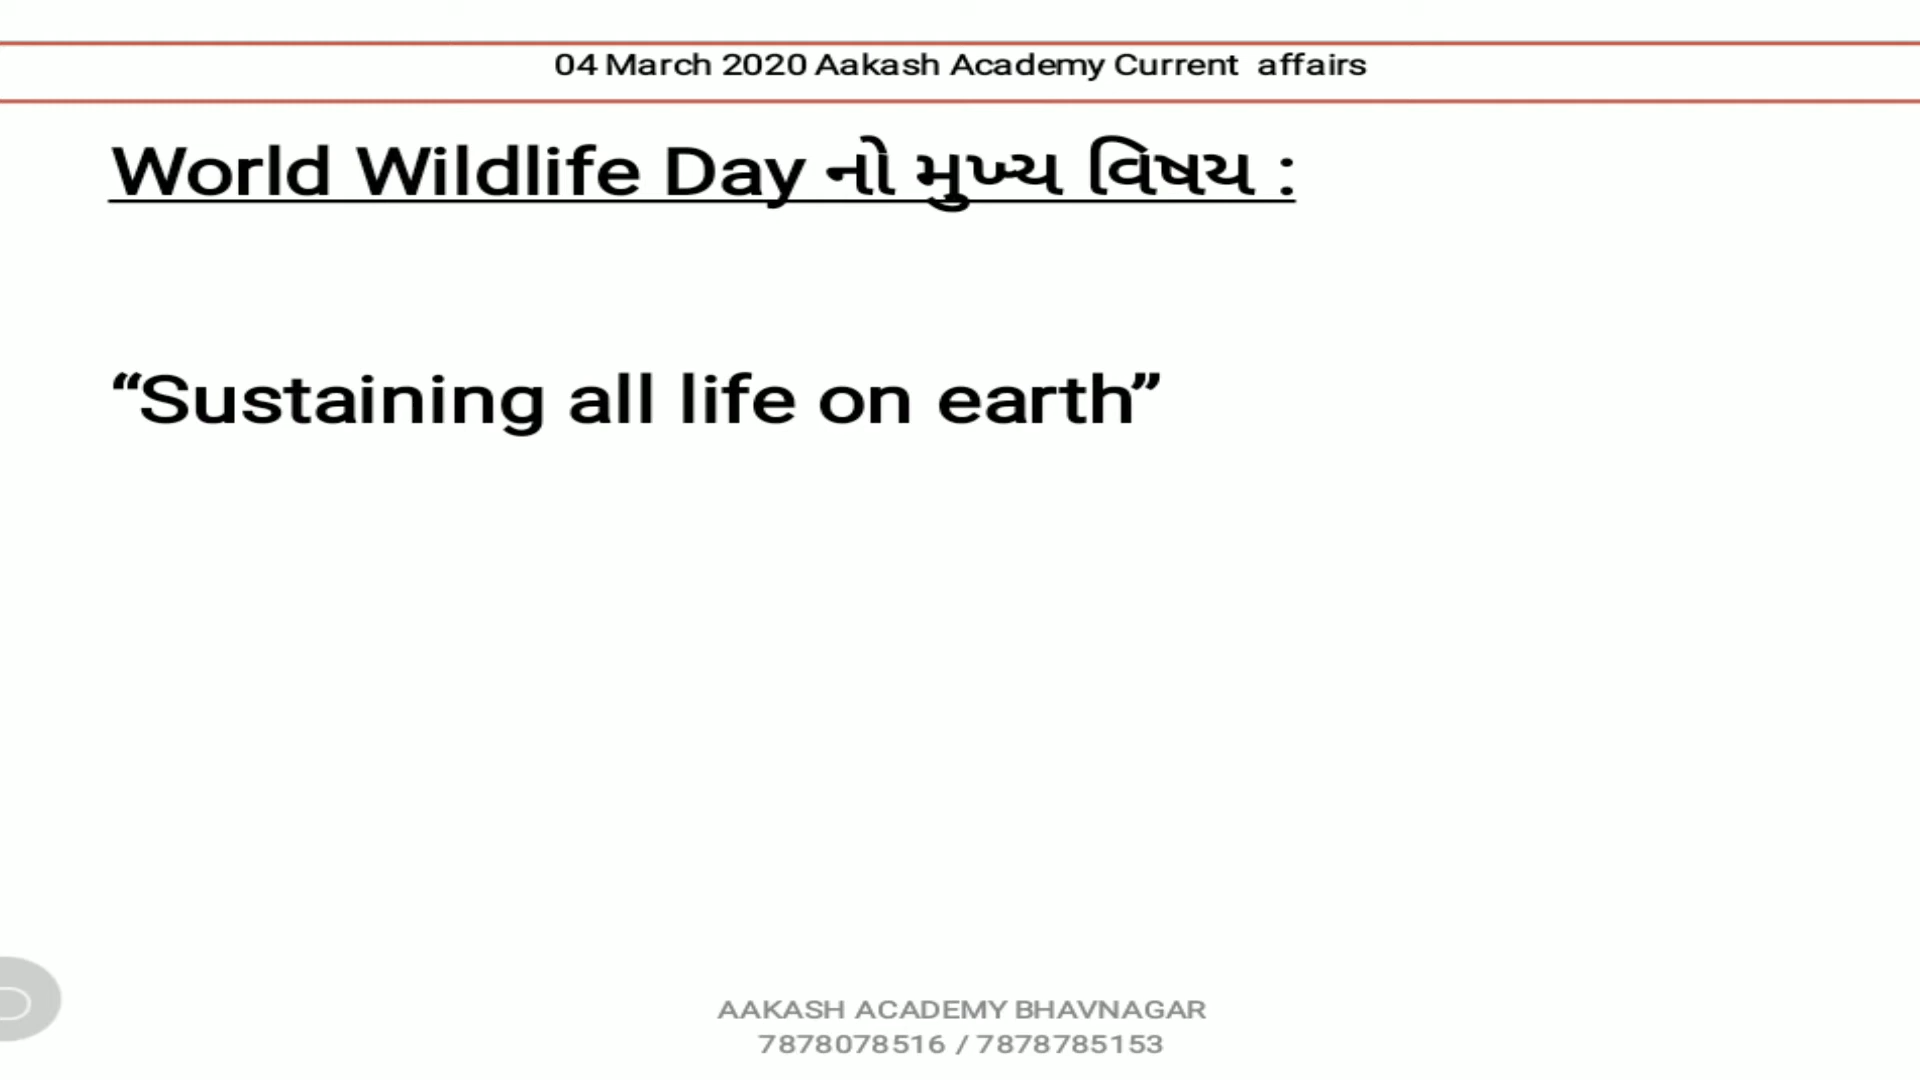 04 March 2020 Aakash Academy Current affairs
World Wildlife Day નો મુખ્ય વિષય :
“Sustaining all life on earth”
AAKASH ACADEMY BHAVNAGAR
7878078516 / 7878785153